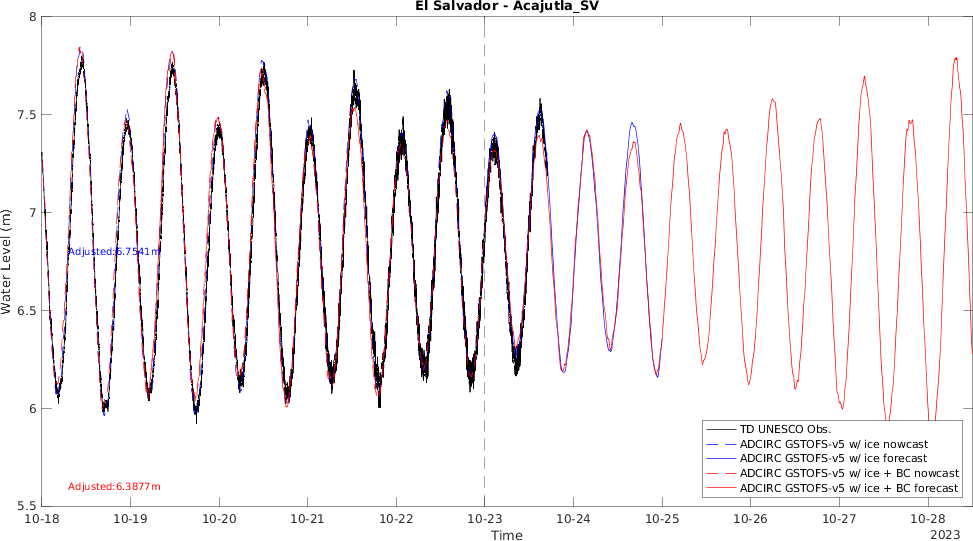 El Salvador - Acajutla_SV
8
7.5
7
6.5
6
5.5
Water Level (m)
Adjusted:6.7541m
Adjusted:6.3877m
TD UNESCO Obs.
ADCIRC GSTOFS-v5 w/ ice nowcast
ADCIRC GSTOFS-v5 w/ ice forecast
ADCIRC GSTOFS-v5 w/ ice + BC nowcast
ADCIRC GSTOFS-v5 w/ ice + BC forecast
10-18 10-19 10-20 10-21 10-22 10-23 10-24 10-25 10-26 10-27 10-28
2023
Time